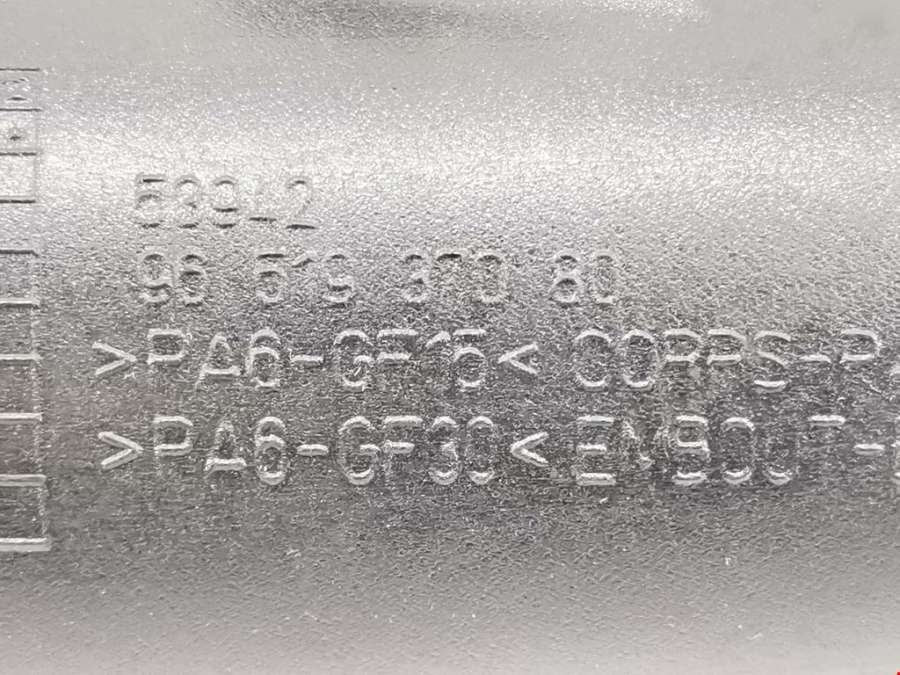 53942
96 519 370 80
>PA6-GF15< CORPS-P
>PA6-GF30<EMBOUT-